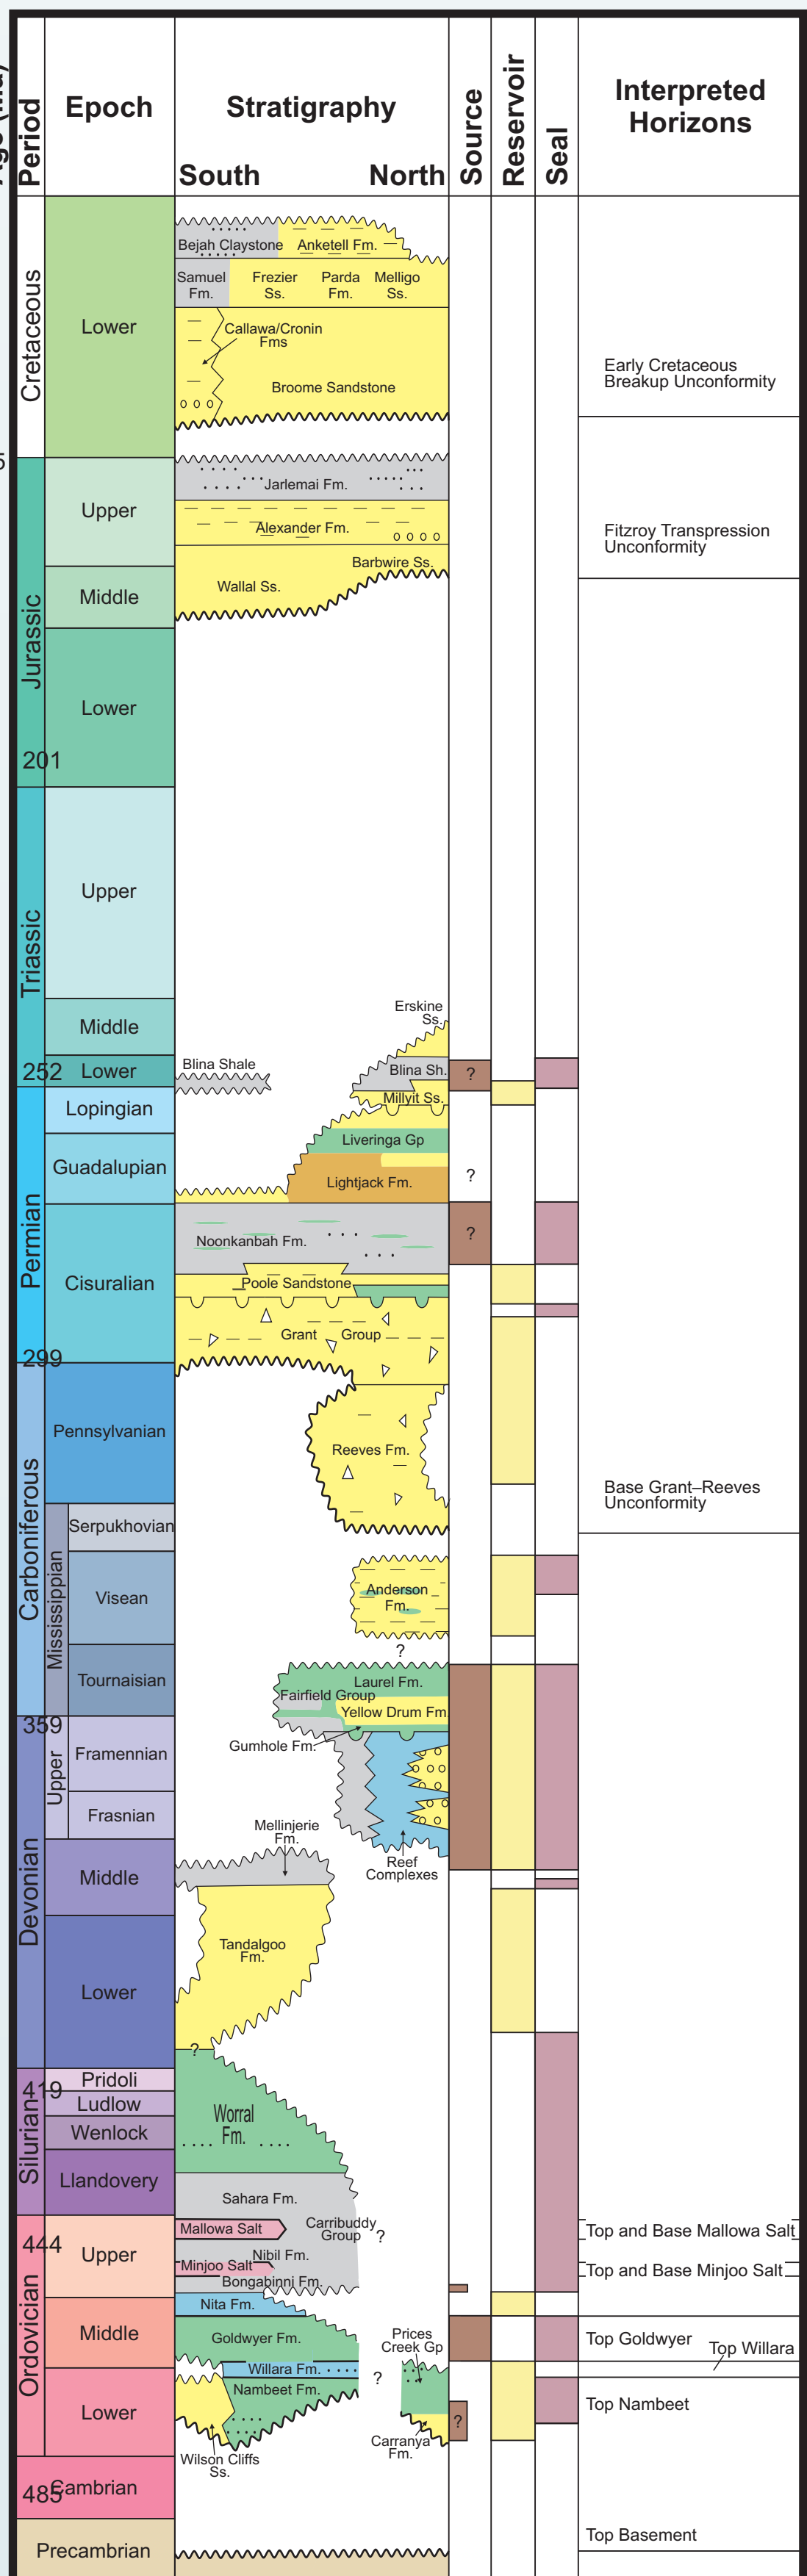 Period
Epoch
Stratigraphy
South
North
Source
Reservoir
Seal
Interpreted
Horizons
Cretaceous
Lower
Bejah Claystone
Anketell Fm.
Samuel
Fm.
Frezier
Ss.
Parda
Fm.
Melligo
Ss.
Callawa/Cronin
Fms
Broome Sandstone
Early Cretaceous
Breakup Unconformity
Jurassic
Upper
Jarlemai Fm.
Alexander Fm.
Barbwire Ss.
Wallal Ss.
Fitzroy Transpression
Unconformity
Middle
Lower
201
Triassic
Upper
Middle
Erskine
Ss.
Lower
252
Blina Shale
Blina Sh.
?
Millyit Ss.
Permian
Lopingian
Liveringa Gp
Guadalupian
Lightjack Fm.
?
Cisuralian
Noonkanbah Fm.
?
Poole Sandstone
Grant Group
299
Carboniferous
Pennsylvanian
Reeves Fm.
Base Grant–Reeves
Unconformity
Mississippian
Serpukhovian
Visean
Anderson
Fm.
?
Tournaisian
Laurel Fm.
Fairfield Group
Yellow Drum Fm.
359
Gumhole Fm.
Devonian
Upper
Framennian
Frasnian
Mellinjerie
Fm.
Reef
Complexes
Middle
Tandalgoo
Fm.
Lower
?
Silurian
Pridoli
419
Ludlow
Wenlock
Llandovery
Worral
Fm.
Sahara Fm.
Ordovician
Upper
444
Mallowa Salt
Carribuddy
Group
?
Nibil Fm.
Minjoo Salt
Bongabinni Fm.
Top and Base Mallowa Salt
Top and Base Minjoo Salt
Nita Fm.
Middle
Goldwyer Fm.
Prices
Creek Gp
Top Goldwyer
Top Willara
Willara Fm.
?
Nambeet Fm.
Top Nambeet
Lower
?
Carranya
Fm.
Wilson Cliffs
Ss.
Cambrian
485
Precambrian
Top Basement